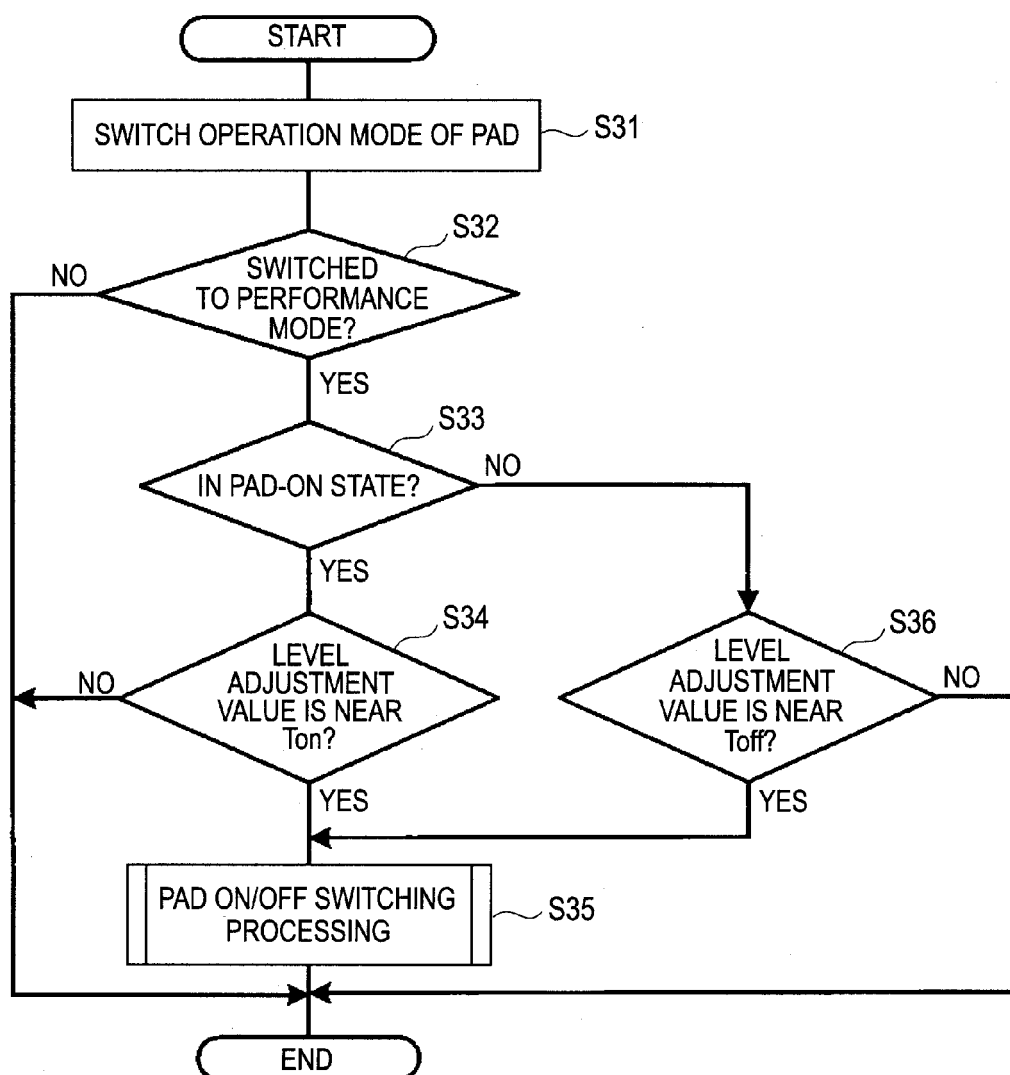 START
SWITCH OPERATION MODE OF PAD
S31
S32
SWITCHED
TO PERFORMANCE
MODE?
NO
YES
S33
IN PAD-ON STATE?
NO
YES
S34
LEVEL
ADJUSTMENT
VALUE IS NEAR
Ton?
NO
YES
S36
LEVEL
ADJUSTMENT
VALUE IS NEAR
Toff?
NO
YES
PAD ON/OFF SWITCHING
PROCESSING
S35
END